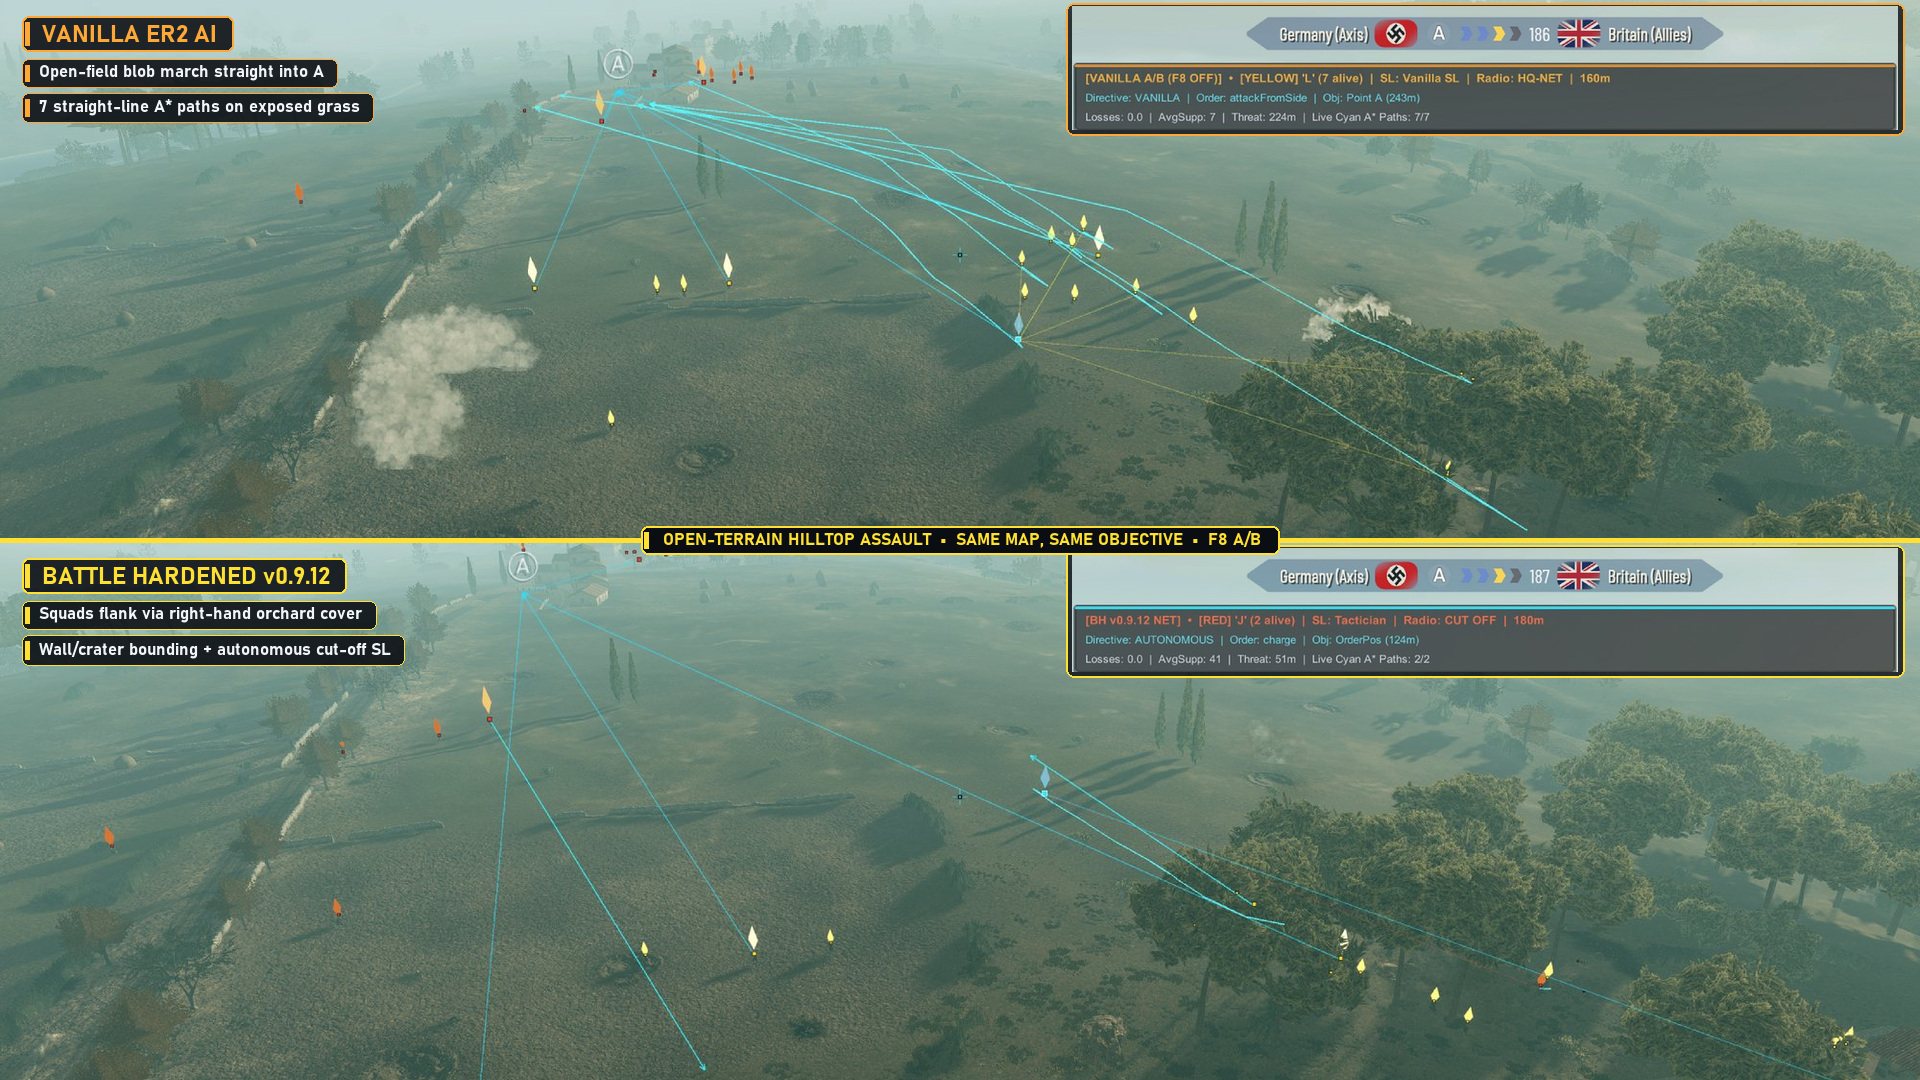 VANILLA ER2 AI
Open-field blob march straight into A
7 straight-line A* paths on exposed grass
A
Germany (Axis) A 186 Britain (Allies)
[VANILLA A/B (F8 OFF)] • [YELLOW] 'L' (7 alive) | SL: Vanilla SL | Radio: HQ-NET | 160m
Directive: VANILLA | Order: attackFromSide | Obj: Point A (243m)
Losses: 0.0 | AvgSupp: 7 | Threat: 224m | Live Cyan A* Paths: 7/7
OPEN-TERRAIN HILLTOP ASSAULT • SAME MAP, SAME OBJECTIVE • F8 A/B
BATTLE HARDENED v0.9.12
Squads flank via right-hand orchard cover
Wall/crater bounding + autonomous cut-off SL
A
Germany (Axis) A 187 Britain (Allies)
[BH v0.9.12 NET] • [RED] 'J' (2 alive) | SL: Tactician | Radio: CUT OFF | 180m
Directive: AUTONOMOUS | Order: charge | Obj: OrderPos (124m)
Losses: 0.0 | AvgSupp: 41 | Threat: 51m | Live Cyan A* Paths: 2/2